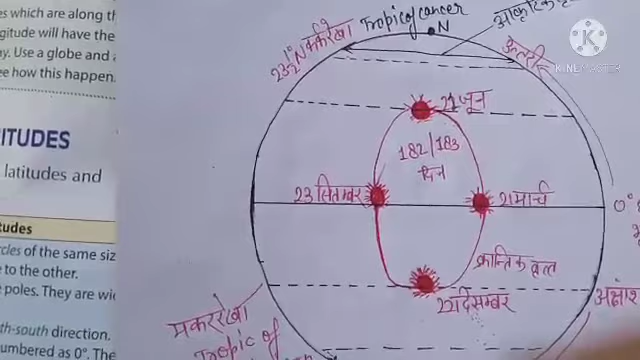 es which are along th
gitude will have the
y. Use a globe and a
ee how this happen
ITUDES
latitudes and
tudes
rcles of the same siz
e to the other.
e poles. They are wid
th-south direction.
umbered as 0°. The
Tropic of cancer
N
23½°N कर्क रेखा
KINEMASTER
21 जून
182/183
दिन
23 सितम्बर
21 मार्च
0°
क्रान्तिक वृत्त
22 दिसम्बर
अक्षांश
मकर रेखा
Tropic of